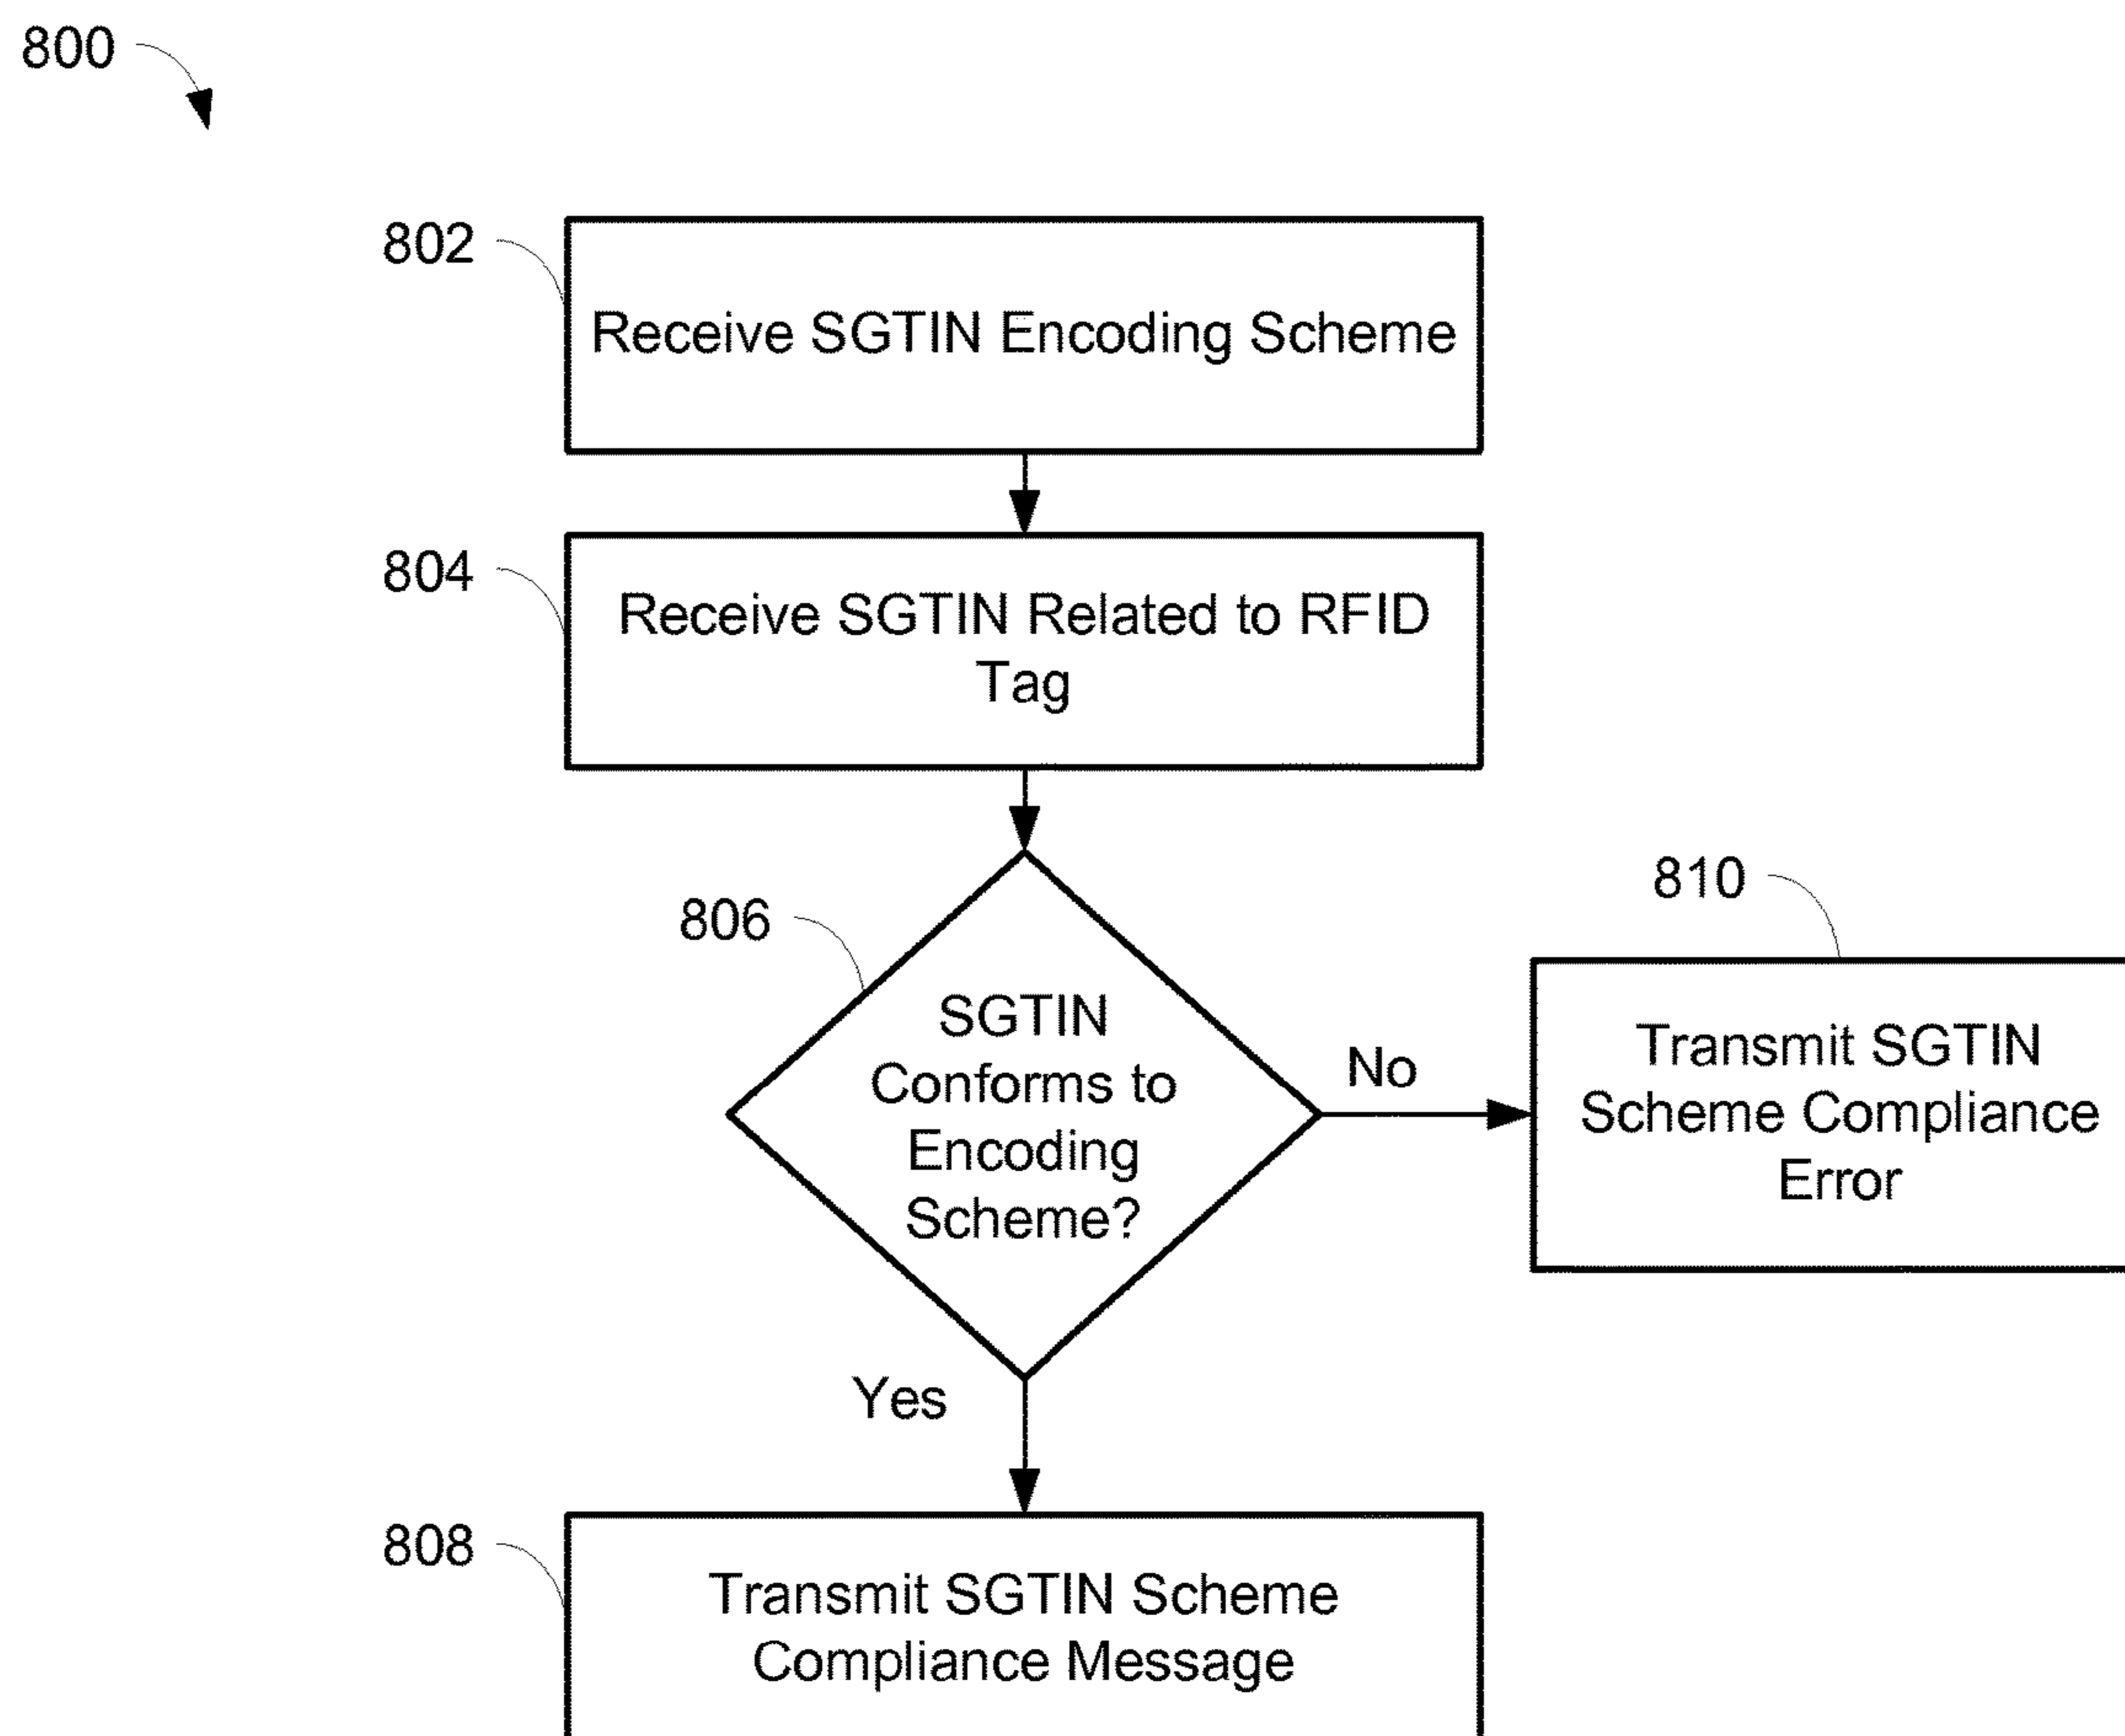 800
802
Receive SGTIN Encoding Scheme
804
Receive SGTIN Related to RFID
Tag
806
SGTIN
Conforms to
Encoding
Scheme?
No
810
Transmit SGTIN
Scheme Compliance
Error
Yes
808
Transmit SGTIN Scheme
Compliance Message